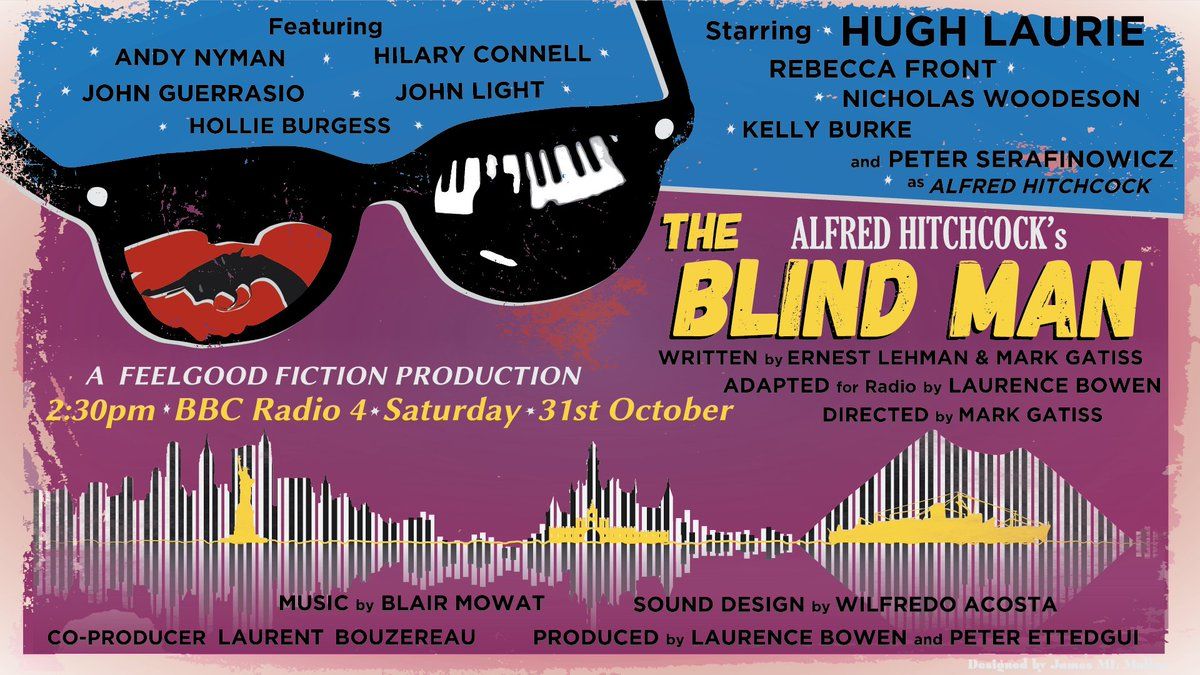 Featuring
ANDY NYMAN
HILARY CONNELL
JOHN GUERRASIO
JOHN LIGHT
HOLLIE BURGESS
Starring HUGH LAURIE
REBECCA FRONT
NICHOLAS WOODESON
KELLY BURKE
and PETER SERAFINOWICZ
as ALFRED HITCHCOCK
ALFRED HITCHCOCK's
THE
BLIND MAN
WRITTEN by ERNEST LEHMAN & MARK GATISS
ADAPTED for Radio by LAURENCE BOWEN
DIRECTED by MARK GATISS
A FEELGOOD FICTION PRODUCTION
2:30pm * BBC Radio 4 * Saturday * 31st October
MUSIC by BLAIR MOWAT
SOUND DESIGN by WILFREDO ACOSTA
CO-PRODUCER LAURENT BOUZEREAU
PRODUCED by LAURENCE BOWEN and PETER ETTEDGUI
Designed by James